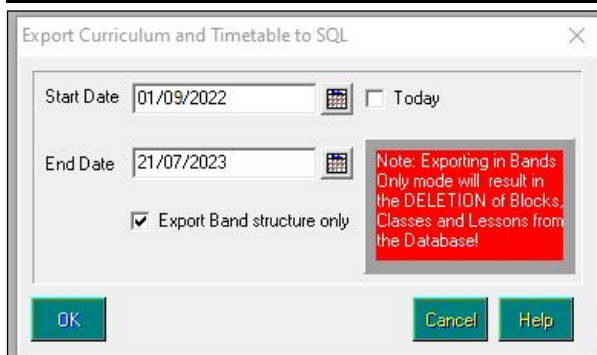 Export Curriculum and Timetable to SQL
Start Date 01/09/2022 Today
End Date 21/07/2023
Note: Exporting in Bands
Only mode will result in
the DELETION of Blocks,
Classes and Lessons from
the Database!
Export Band structure only
OK Cancel Help